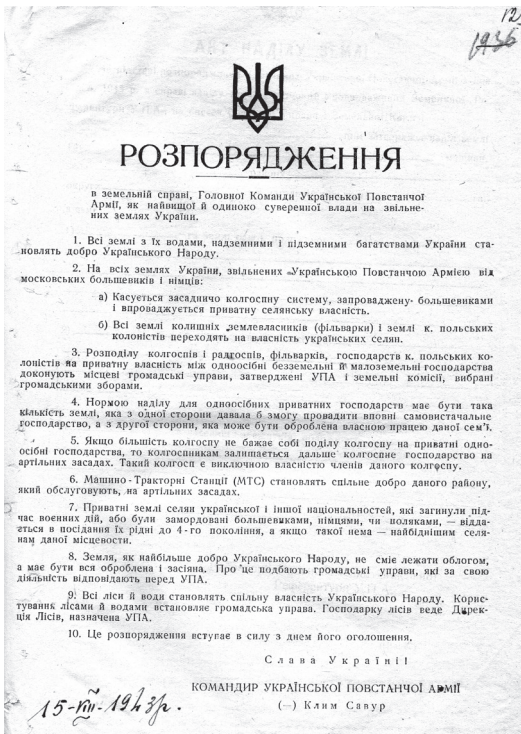 12
1936
РОЗПОРЯДЖЕННЯ
в земельній справі, Головної Команди Української Повстанчої
Армії, як найвищої й одиноко суверенної влади на звільне-
них землях України.
1. Всі землі з їх водами, надземними і підземними багатствами України ста-
новлять добро Українського Народу.
2. На всіх землях України, звільнених Українською Повстанчою Армією від
московських большевиків і німців:
а) Касується засаднично колгоспну систему, запроваджену большевиками
і впроваджується приватну селянську власність.
б) Всі землі колишніх землевласників (фільварки) і землі к. польських
колоністів переходять на власність українських селян.
3. Розподілу колгоспів і радгоспів, фільварків, господарств к. польських ко-
лоністів на приватну власність між одноосібні безземельні й малоземельні господарства
доконують місцеві громадські управи, затверджені УПА і земельні комісії, вибрані
громадськими зборами.
4. Нормою наділу для одноосібних приватних господарств має бути така
кількість землі, яка з одної сторони давала б змогу провадити вповні самовистачальне
господарство, а з другої сторони, яка може бути оброблена власною працею даної сем'ї.
5. Якщо більшість колгоспу не бажає собі поділу колгоспу на приватні одно-
осібні господарства, то колгоспникам залишається дальше колгоспне господарство на
артільних засадах. Такий колгосп є виключною власністю членів даного колгоспу.
6. Машино-Тракторні Станції (МТС) становлять спільне добро даного району,
який обслуговують, на артільних засадах.
7. Приватні землі селян української і іншої національностей, які загинули під-
час воєнних дій, або були замордовані большевиками, німцями, чи поляками, — відда-
ється в посідання їх рідні до 4-го покоління, а якщо такої нема — найбіднішим селя-
нам даної місцевости.
8. Земля, як найбільше добро Українського Народу, не сміє лежати облогом,
а має бути вся оброблена і засіяна. Про це подбають громадські управи, які за свою
діяльність відповідають перед УПА.
9. Всі ліси й води становлять спільну власність Українського Народу. Корис-
тування лісами й водами встановлює громадська управа. Господарку лісів веде Дирек-
ція Лісів, назначена УПА.
10. Це розпорядження вступає в силу з днем його оголошення.
Слава Україні!
КОМАНДИР УКРАЇНСЬКОЇ ПОВСТАНЧОЇ АРМІЇ
(—) Клим Савур
15-VIII-1943р.